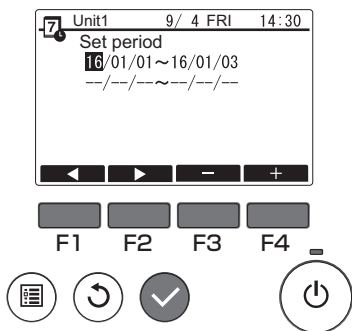 7 Unit1 9/ 4 FRI 14:30
Set period
16/01/01～16/01/03
--/--/--～--/--/--
◀ ▶ － ＋
F1 F2 F3 F4